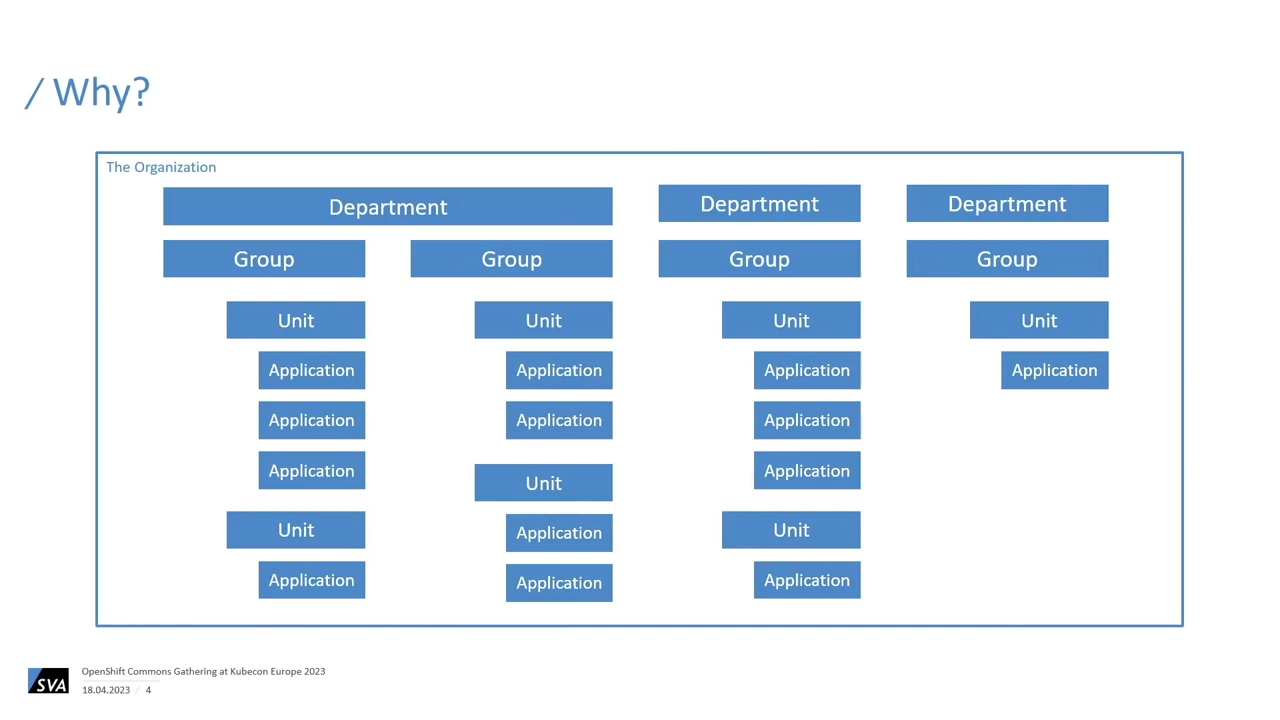 / Why?
The Organization
Department
Department
Department
Group
Group
Group
Group
Unit
Unit
Unit
Unit
Application
Application
Application
Application
Application
Application
Application
Application
Application
Unit
Unit
Unit
Application
Application
Application
Application
SVA
OpenShift Commons Gathering at Kubecon Europe 2023
18.04.2023 / 4